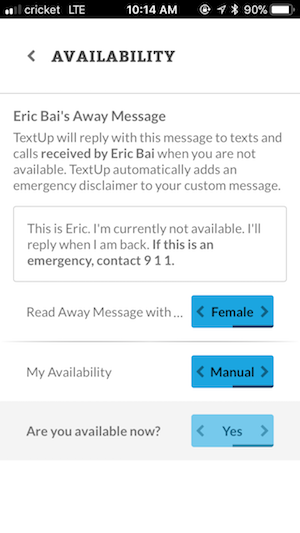 cricket LTE 10:14 AM 90%
AVAILABILITY
Eric Bai's Away Message
TextUp will reply with this message to texts and
calls received by Eric Bai when you are not
available. TextUp automatically adds an
emergency disclaimer to your custom message.
This is Eric. I'm currently not available. I'll
reply when I am back. If this is an
emergency, contact 9 1 1.
Read Away Message with ... Female
My Availability Manual
Are you available now? Yes